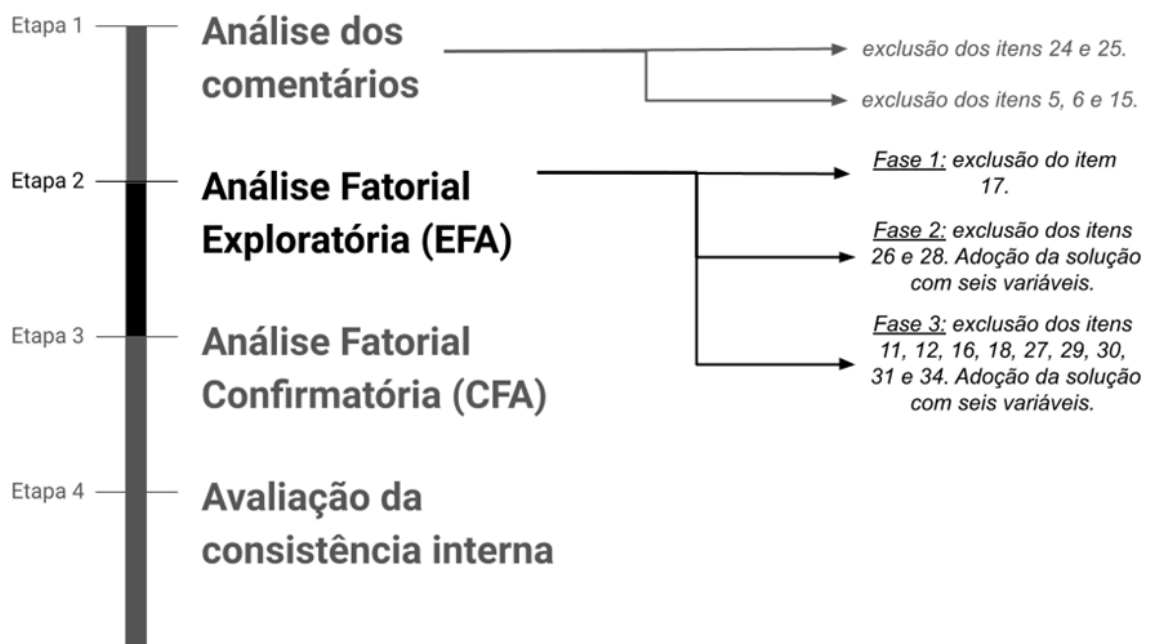 Etapa 1
Análise dos
comentários
exclusão dos itens 24 e 25.
exclusão dos itens 5, 6 e 15.
Etapa 2
Análise Fatorial
Exploratória (EFA)
Fase 1: exclusão do item
17.
Fase 2: exclusão dos itens
26 e 28. Adoção da solução
com seis variáveis.
Fase 3: exclusão dos itens
11, 12, 16, 18, 27, 29, 30,
31 e 34. Adoção da solução
com seis variáveis.
Etapa 3
Análise Fatorial
Confirmatória (CFA)
Etapa 4
Avaliação da
consistência interna